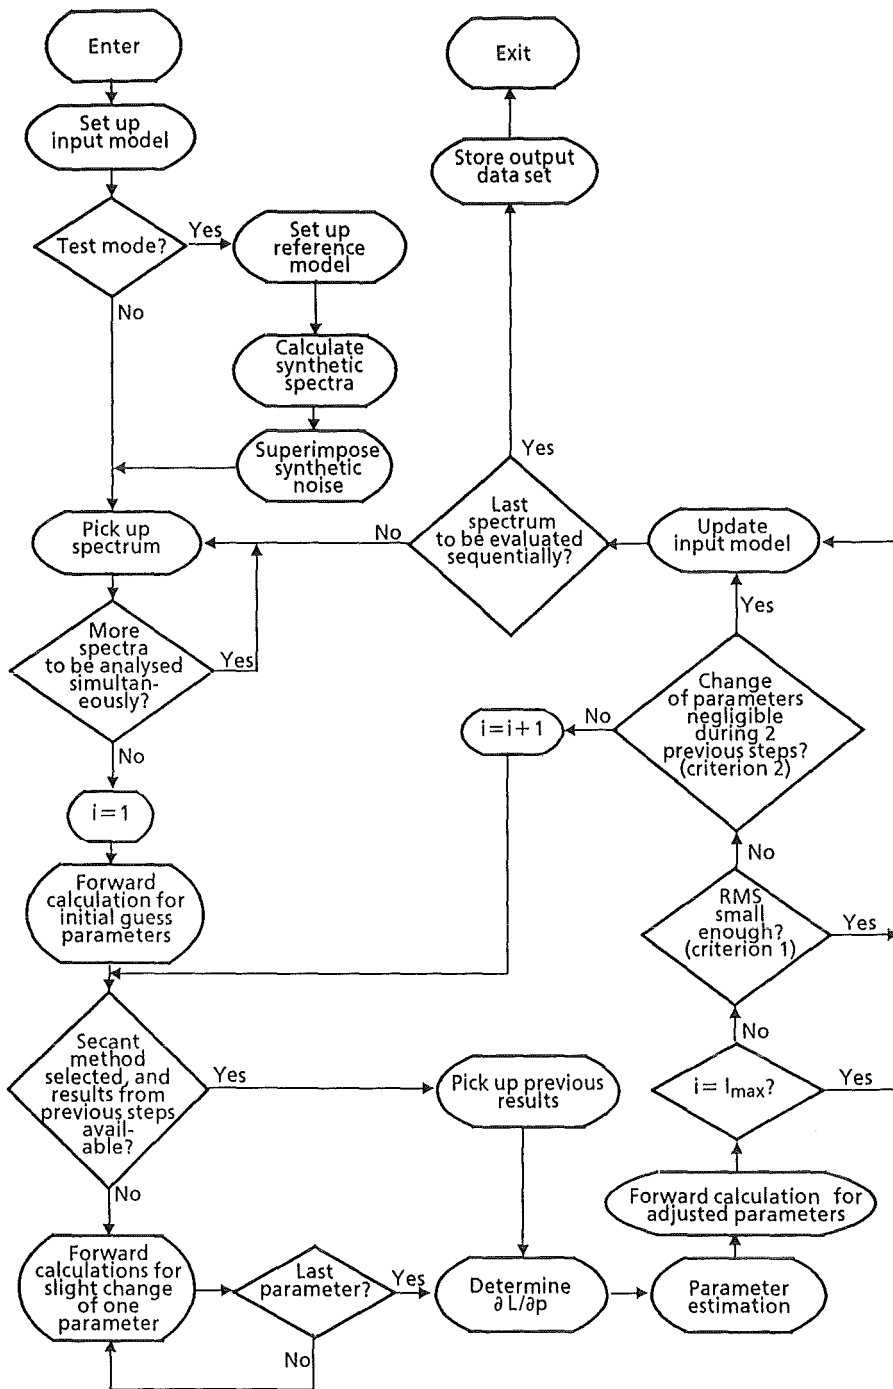 Enter
Set up
input model
Test mode?
Yes
No
Set up
reference
model
Calculate
synthetic
spectra
Superimpose
synthetic
noise
Pick up
spectrum
More
spectra
to be analysed
simultan-
eously?
Yes
No
i=1
Forward
calculation for
initial guess
parameters
Secant
method
selected, and
results from
previous steps
avail-
able?
Yes
No
Pick up previous
results
Forward
calculations for
slight change
of one
parameter
Last
parameter?
Yes
No
Determine
∂L/∂p
Parameter
estimation
Forward calculation for
adjusted parameters
i= Imax?
Yes
No
RMS
small
enough?
(criterion 1)
Yes
No
Change
of parameters
negligible
during 2
previous steps?
(criterion 2)
No
Yes
i=i+1
Update
input model
Last
spectrum
to be evaluated
sequentially?
No
Yes
Store output
data set
Exit